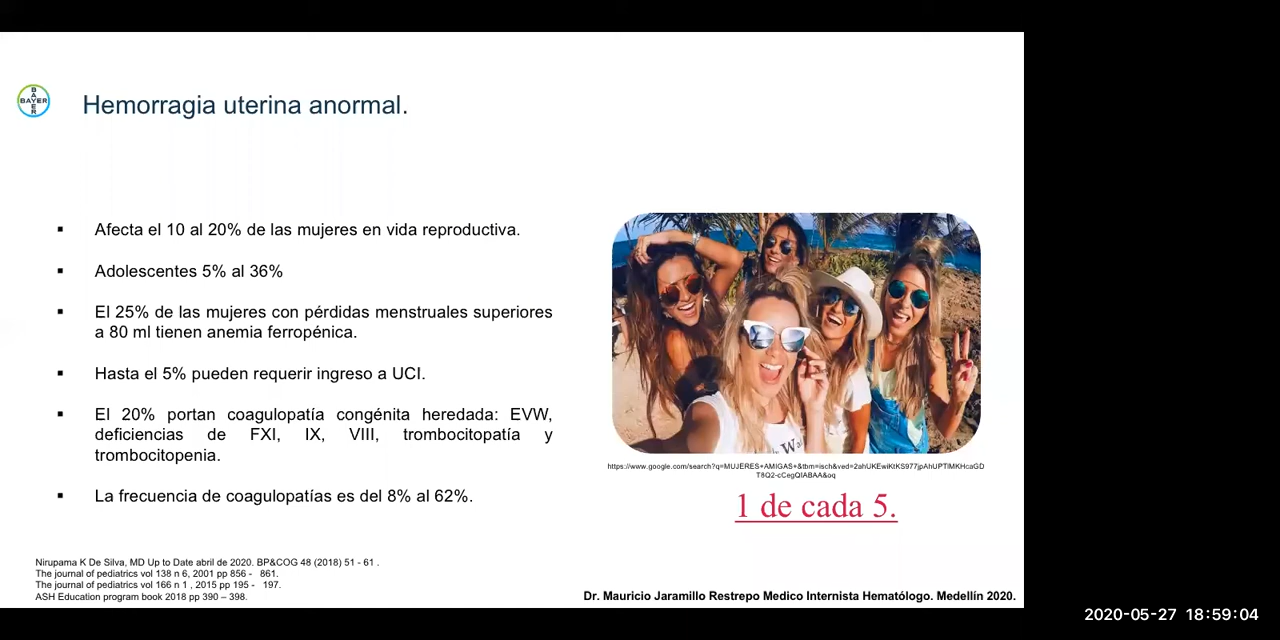 BAYER
BAYER
Hemorragia uterina anormal.
▪ Afecta el 10 al 20% de las mujeres en vida reproductiva.
▪ Adolescentes 5% al 36%
▪ El 25% de las mujeres con pérdidas menstruales superiores
a 80 ml tienen anemia ferropénica.
▪ Hasta el 5% pueden requerir ingreso a UCI.
▪ El 20% portan coagulopatía congénita heredada: EVW,
deficiencias de FXI, IX, VIII, trombocitopatía y
trombocitopenia.
▪ La frecuencia de coagulopatías es del 8% al 62%.
https://www.google.com/search?q=MUJERES+AMIGAS+&tbm=isch&ved=2ahUKEwiKtKS977jpAhUPTlMKHcaGD
T8Q2-cCegQIABAA&oq
1 de cada 5.
Nirupama K De Silva, MD Up to Date abril de 2020. BP&COG 48 (2018) 51 - 61 .
The journal of pediatrics vol 138 n 6, 2001 pp 856 - 861.
The journal of pediatrics vol 166 n 1 , 2015 pp 195 - 197.
ASH Education program book 2018 pp 390 – 398.
Dr. Mauricio Jaramillo Restrepo Medico Internista Hematólogo. Medellín 2020.
2020-05-27 18:59:04